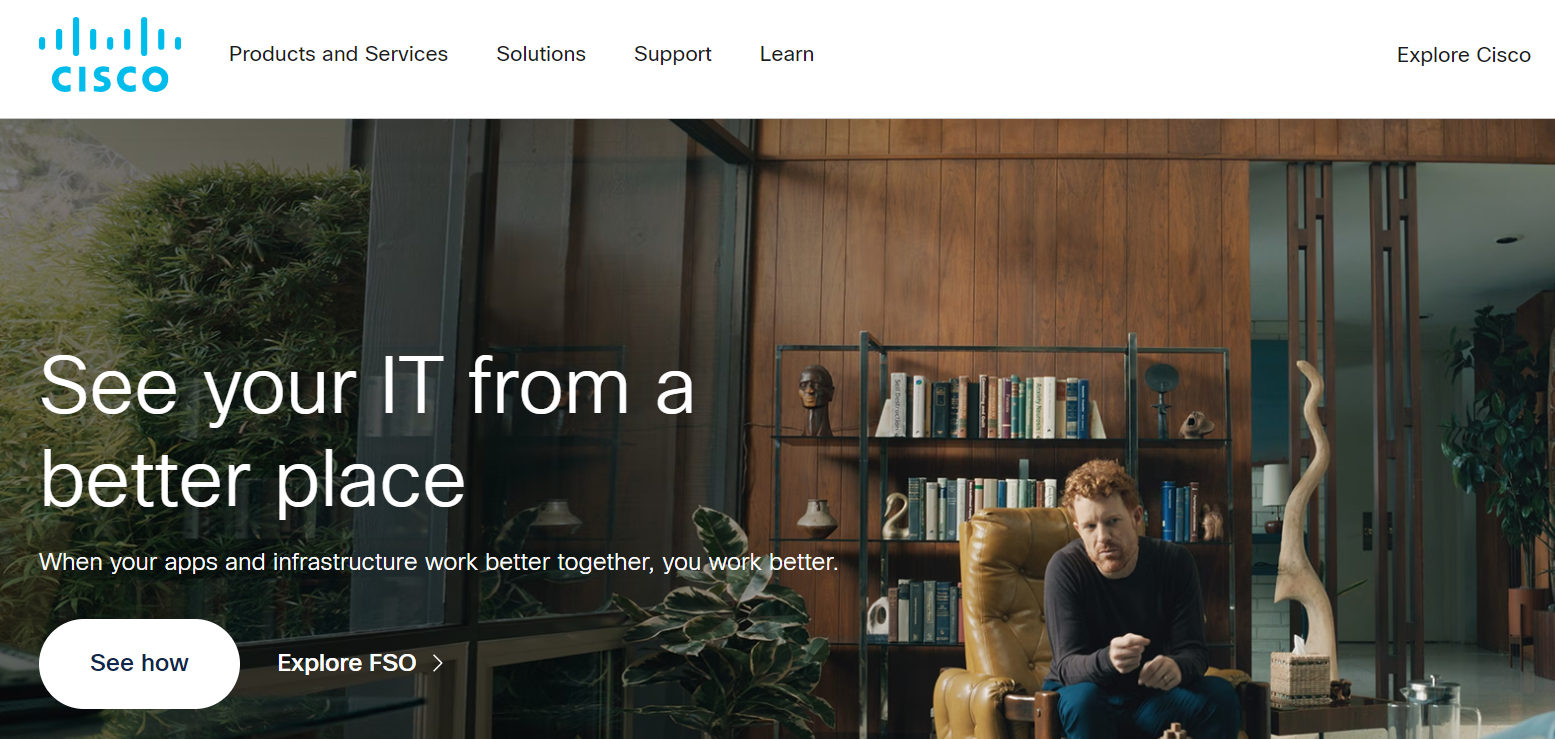 CISCO
Products and Services
Solutions
Support
Learn
Explore Cisco
See your IT from a
better place
When your apps and infrastructure work better together, you work better.
See how
Explore FSO